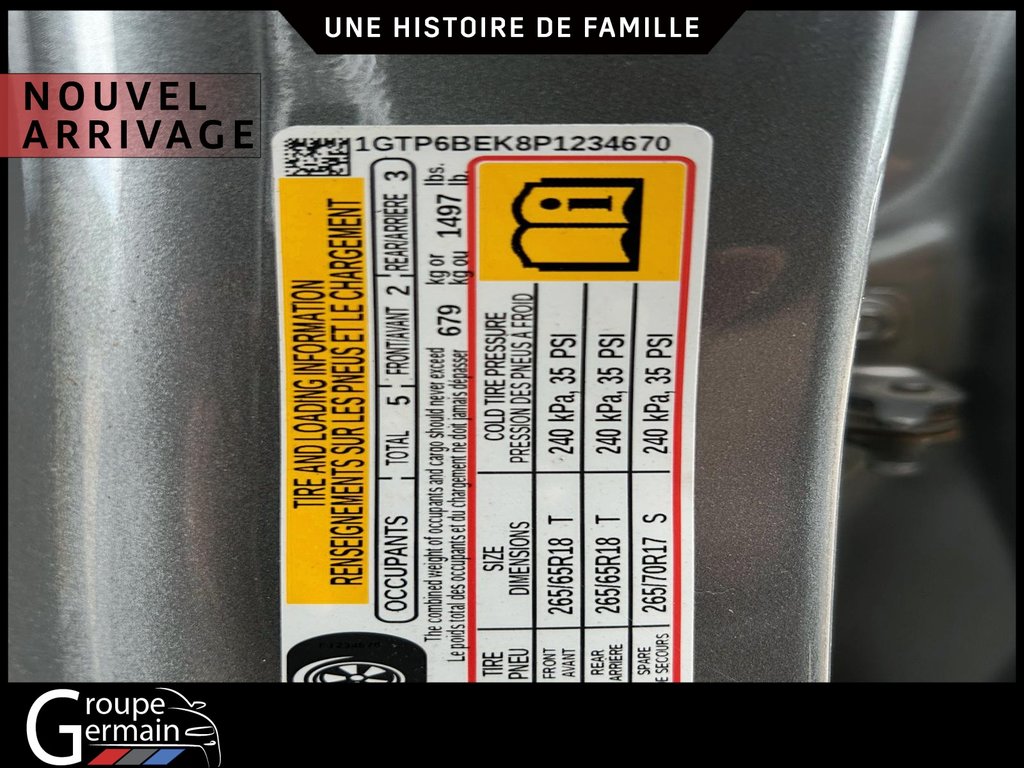 UNE HISTOIRE DE FAMILLE
NOUVEL
ARRIVAGE
1GTP6BEK8P1234670
TIRE AND LOADING INFORMATION
RENSEIGNEMENTS SUR LES PNEUS ET LE CHARGEMENT
OCCUPANTS TOTAL 5 FRONT/AVANT 2 REAR/ARRIÈRE 3
The combined weight of occupants and cargo should never exceed 679 kg or 1497 lbs.
Le poids total des occupants et du chargement ne doit jamais dépasser kg ou lb.
TIRE SIZE COLD TIRE PRESSURE
PNEU DIMENSIONS PRESSION DES PNEUS A FROID
FRONT
AVANT 265/65R18 T 240 kPa, 35 PSI
REAR
ARRIERE 265/65R18 T 240 kPa, 35 PSI
SPARE
DE SECOURS 265/70R17 S 240 kPa, 35 PSI
P1234670
Groupe
Germain